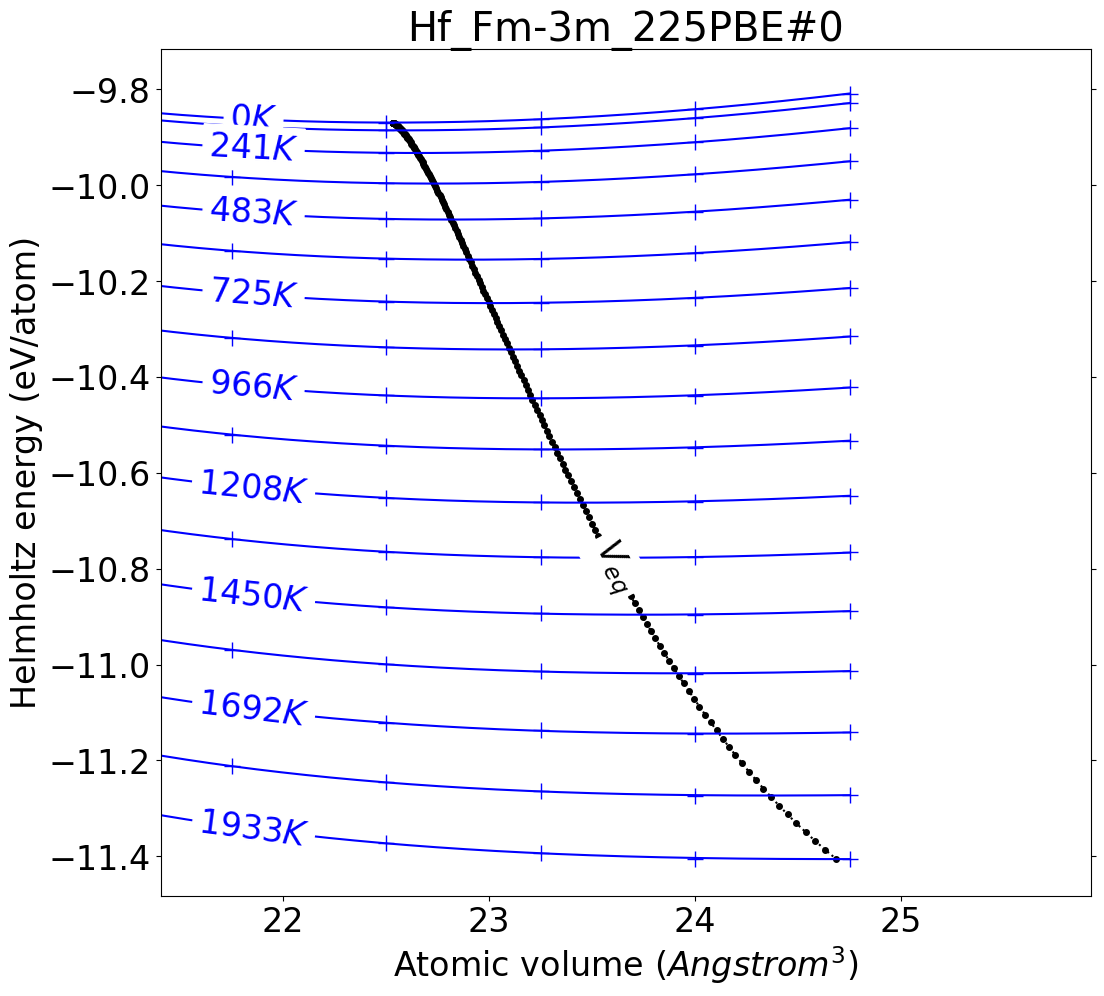 Hf_Fm-3m_225PBE#0
Helmholtz energy (eV/atom)
−9.8
−10.0
−10.2
−10.4
−10.6
−10.8
−11.0
−11.2
−11.4
0K
241K
483K
725K
966K
1208K
1450K
1692K
1933K
V_eq
22 23 24 25
Atomic volume (Angstrom³)